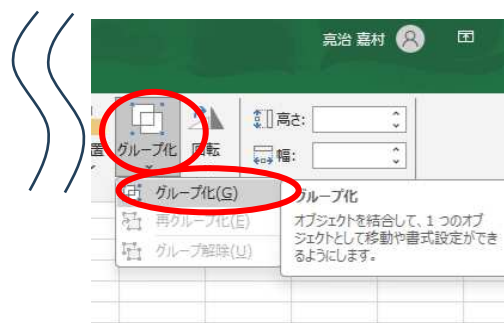 亮治 嘉村
置 グループ化 回転
高さ:
幅:
グループ化(G)
再グループ化(E)
グループ解除(U)
グループ化
オブジェクトを結合して、1 つのオブ
ジェクトとして移動や書式設定ができ
るようにします。